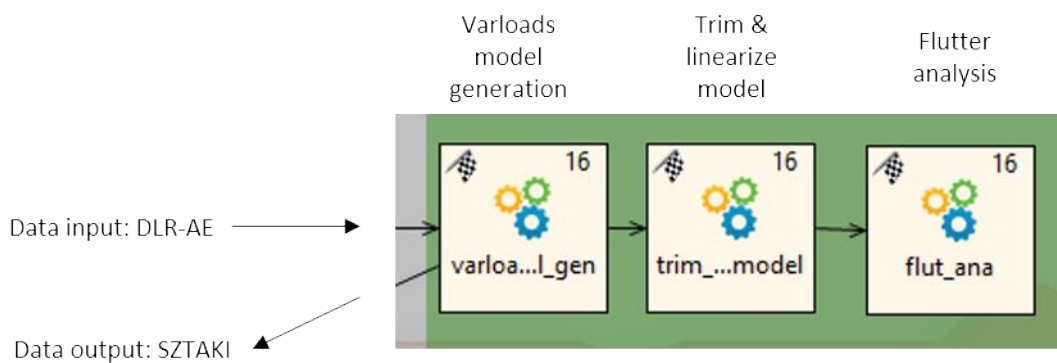 Varloads
model
generation
Trim &
linearize
model
Flutter
analysis
16
16
16
Data input: DLR-AE
varloa...l_gen
trim_...model
flut_ana
Data output: SZTAKI